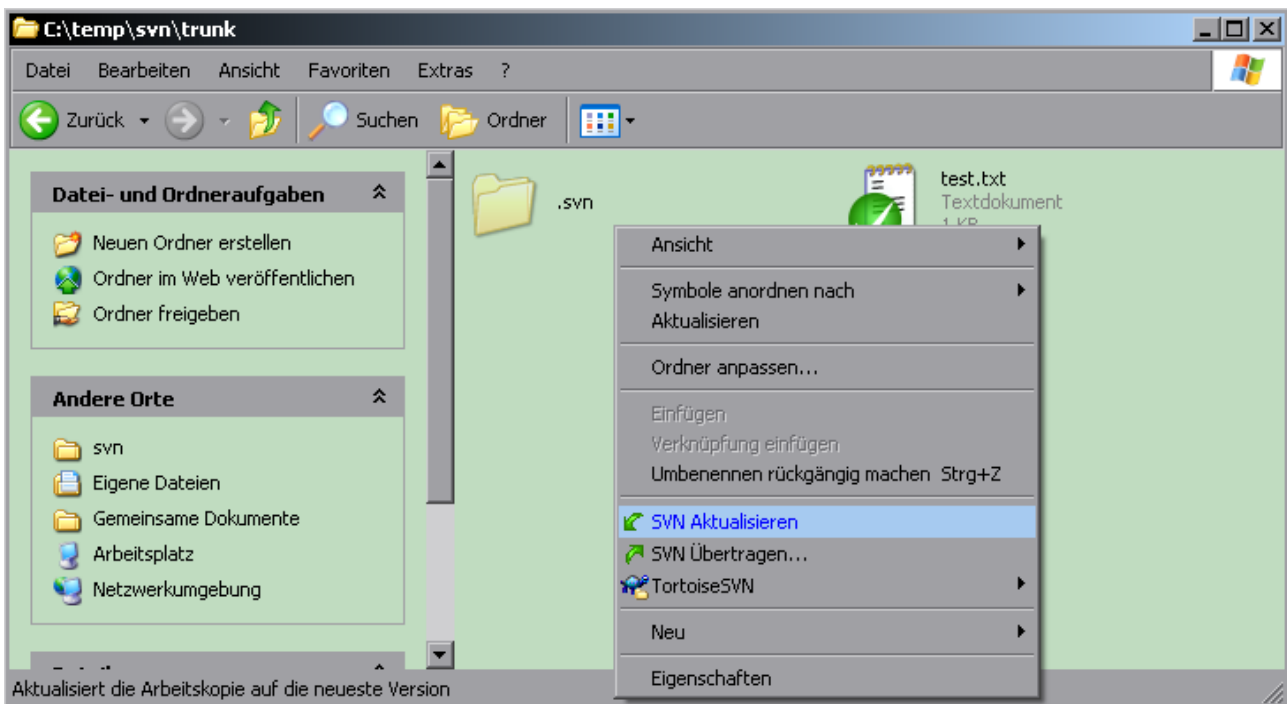 C:\temp\svn\trunk
Datei Bearbeiten Ansicht Favoriten Extras ?
Zurück Suchen Ordner
Datei- und Ordneraufgaben
Neuen Ordner erstellen
Ordner im Web veröffentlichen
Ordner freigeben
Andere Orte
svn
Eigene Dateien
Gemeinsame Dokumente
Arbeitsplatz
Netzwerkumgebung
.svn
test.txt
Textdokument
1 KB
Ansicht
Symbole anordnen nach
Aktualisieren
Ordner anpassen...
Einfügen
Verknüpfung einfügen
Umbenennen rückgängig machen Strg+Z
SVN Aktualisieren
SVN Übertragen...
TortoiseSVN
Neu
Eigenschaften
Aktualisiert die Arbeitskopie auf die neueste Version